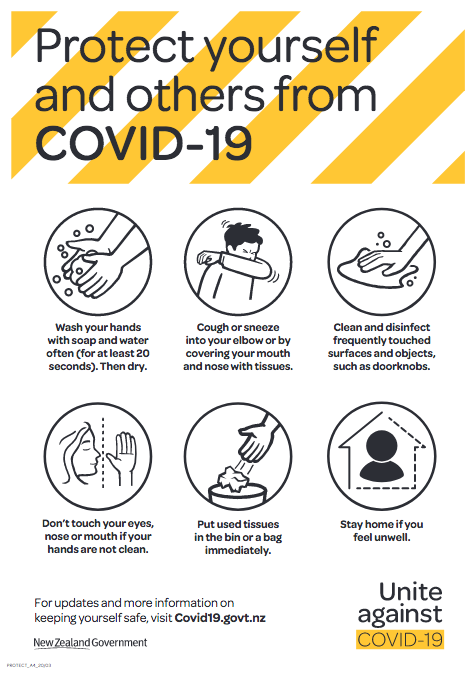 Protect yourself
and others from
COVID-19
Wash your hands
with soap and water
often (for at least 20
seconds). Then dry.
Cough or sneeze
into your elbow or by
covering your mouth
and nose with tissues.
Clean and disinfect
frequently touched
surfaces and objects,
such as doorknobs.
Don't touch your eyes,
nose or mouth if your
hands are not clean.
Put used tissues
in the bin or a bag
immediately.
Stay home if you
feel unwell.
For updates and more information on
keeping yourself safe, visit Covid19.govt.nz
New Zealand Government
Unite
against
COVID-19
PROTECT_A4_20/03